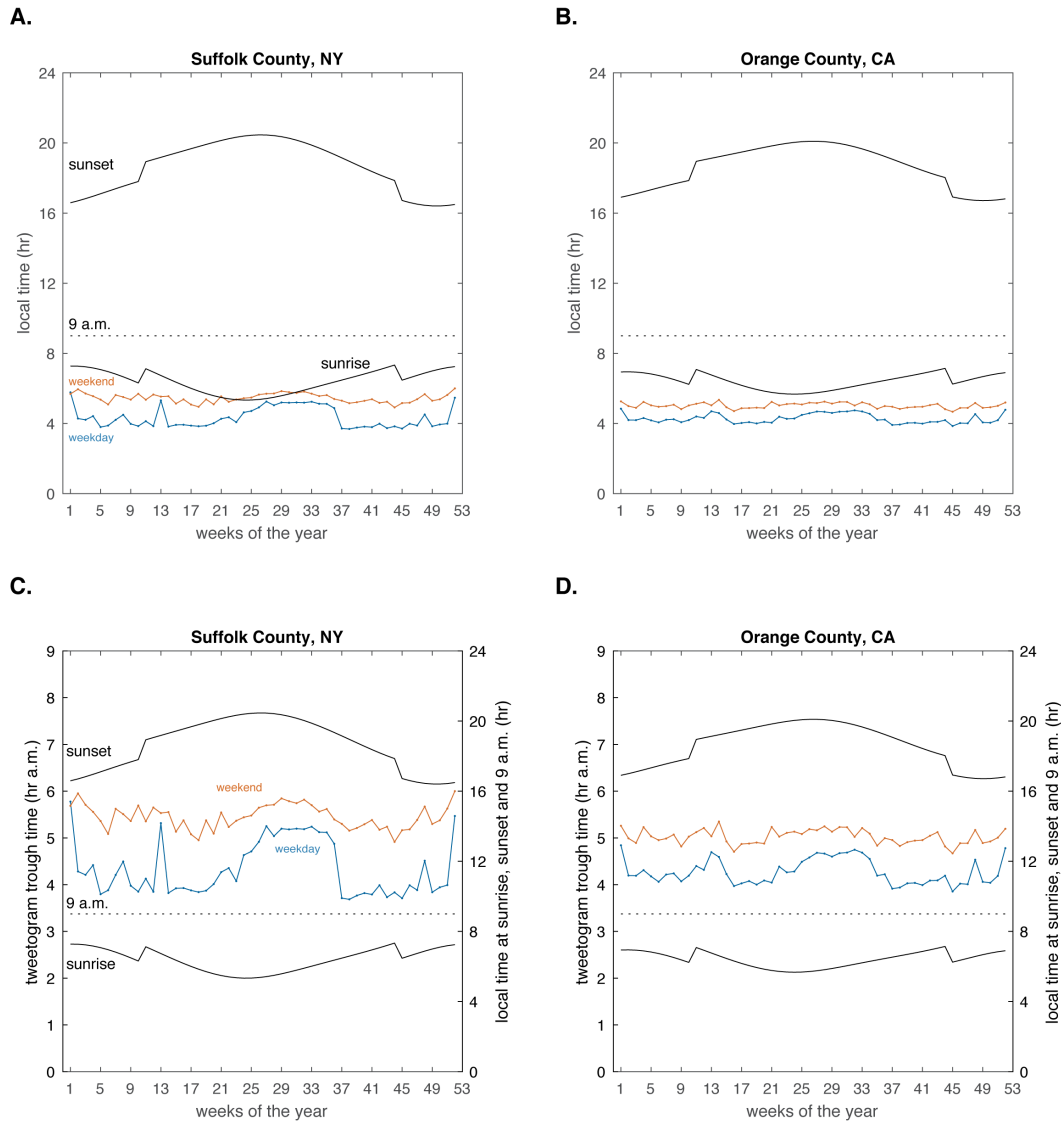 A.
Suffolk County, NY
24
20
16
12
8
4
0
local time (hr)
sunset
9 a.m.
sunrise
weekend
weekday
1 5 9 13 17 21 25 29 33 37 41 45 49 53
weeks of the year
B.
Orange County, CA
24
20
16
12
8
4
0
local time (hr)
1 5 9 13 17 21 25 29 33 37 41 45 49 53
weeks of the year
C.
Suffolk County, NY
9
8
7
6
5
4
3
2
1
0
tweetogram trough time (hr a.m.)
sunset
weekend
weekday
9 a.m.
sunrise
24
20
16
12
8
4
0
local time at sunrise, sunset and 9 a.m. (hr)
1 5 9 13 17 21 25 29 33 37 41 45 49 53
weeks of the year
D.
Orange County, CA
9
8
7
6
5
4
3
2
1
0
tweetogram trough time (hr a.m.)
24
20
16
12
8
4
0
local time at sunrise, sunset and 9 a.m. (hr)
1 5 9 13 17 21 25 29 33 37 41 45 49 53
weeks of the year